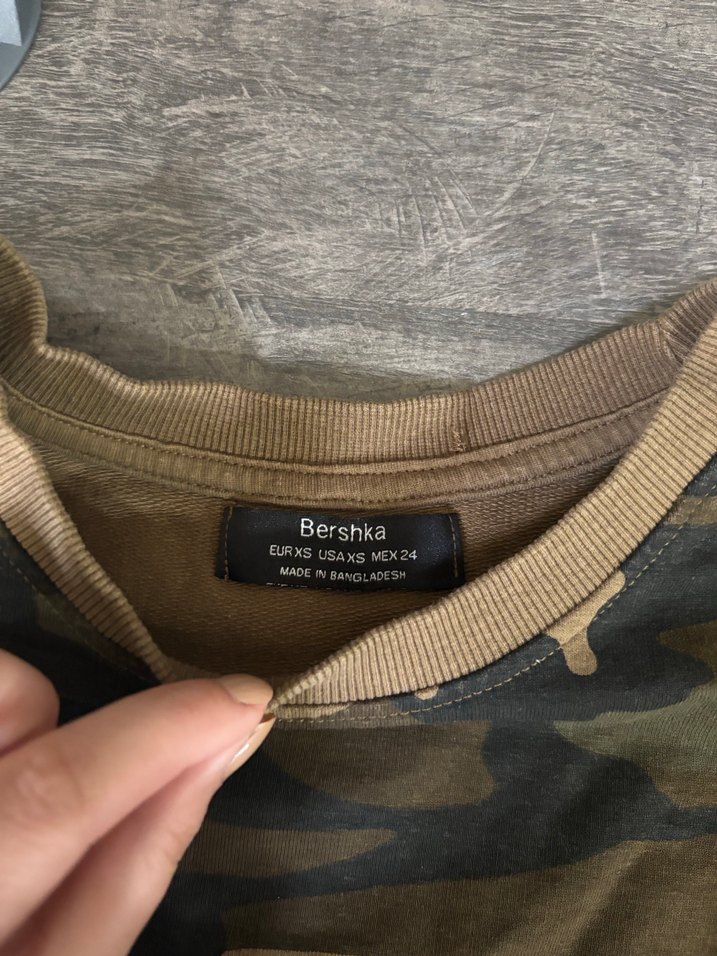 Bershka
EUR XS USA XS MEX 24
MADE IN BANGLADESH